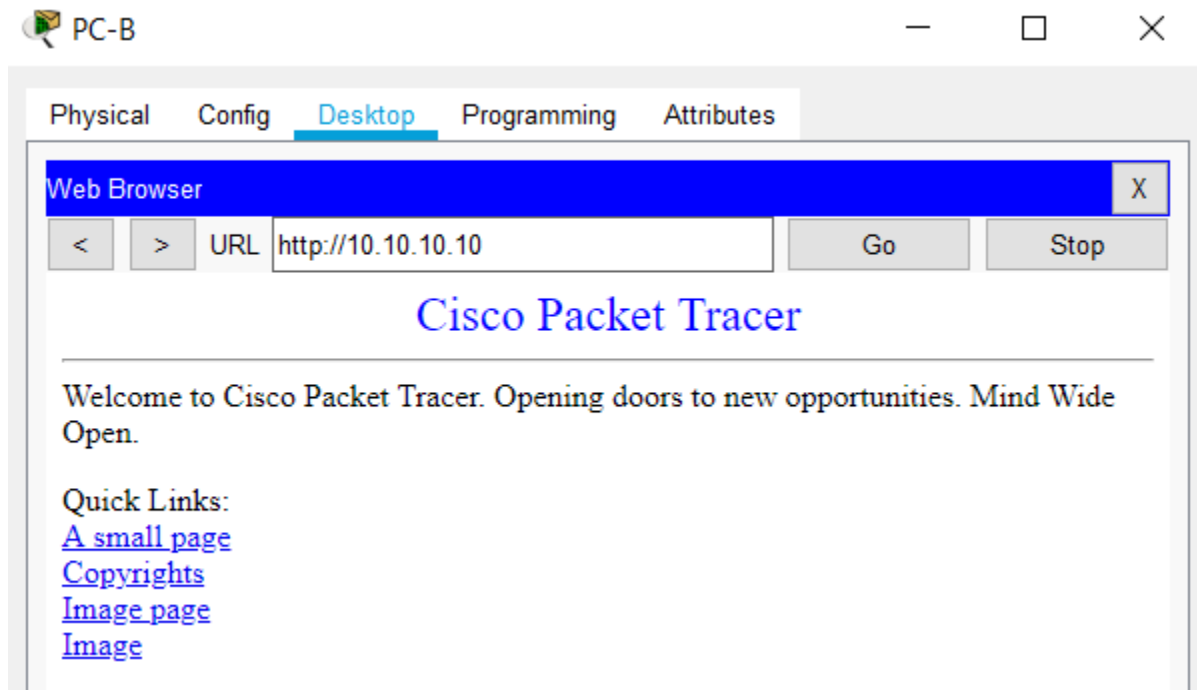 PC-B
Physical Config Desktop Programming Attributes
Web Browser X
< > URL http://10.10.10.10 Go Stop
Cisco Packet Tracer
Welcome to Cisco Packet Tracer. Opening doors to new opportunities. Mind Wide
Open.
Quick Links:
A small page
Copyrights
Image page
Image